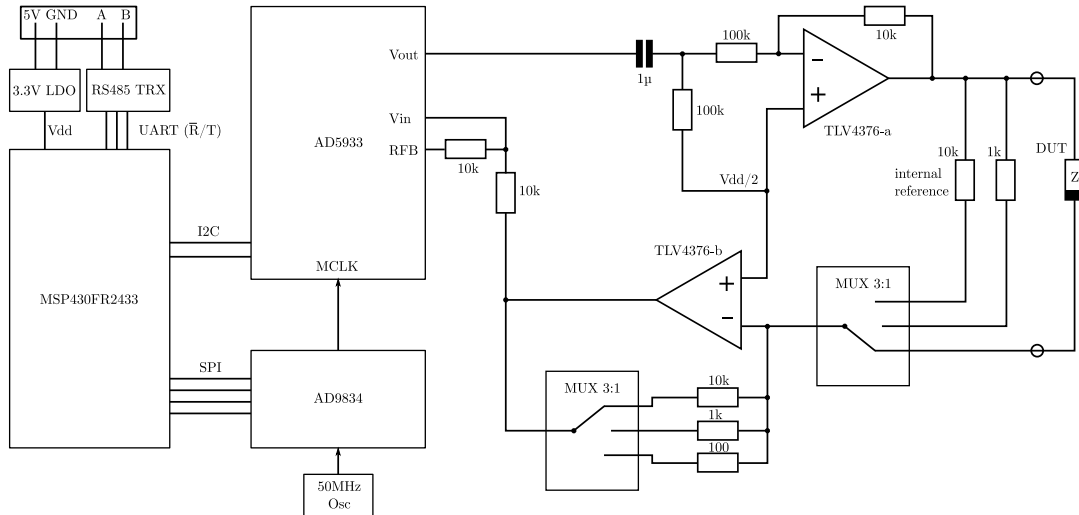 5V GND A B
3.3V LDO
RS485 TRX
Vdd
UART (R̅/T)
MSP430FR2433
I2C
SPI
AD5933
Vout
Vin
RFB
MCLK
AD9834
50MHz
Osc
10k
10k
1µ
100k
100k
10k
TLV4376-a
Vdd/2
TLV4376-b
10k
1k
internal
reference
DUT
Z
MUX 3:1
MUX 3:1
10k
1k
100